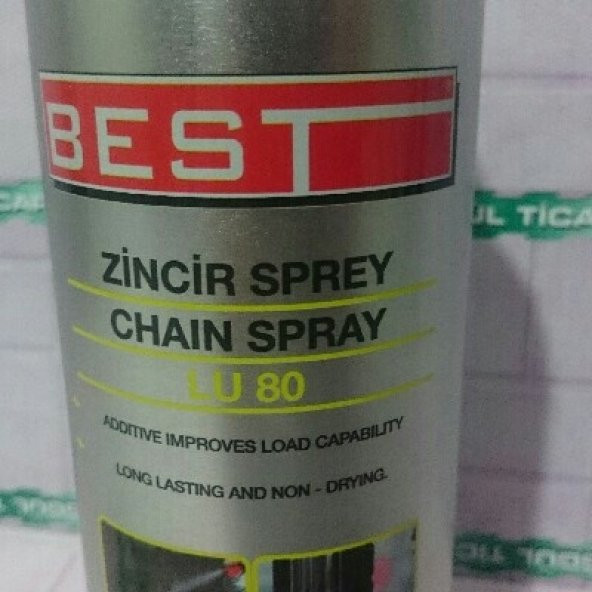 BEST
ZİNCİR SPREY
CHAIN SPRAY
LU 80
ADDITIVE IMPROVES LOAD CAPABILITY
LONG LASTING AND NON - DRYING.